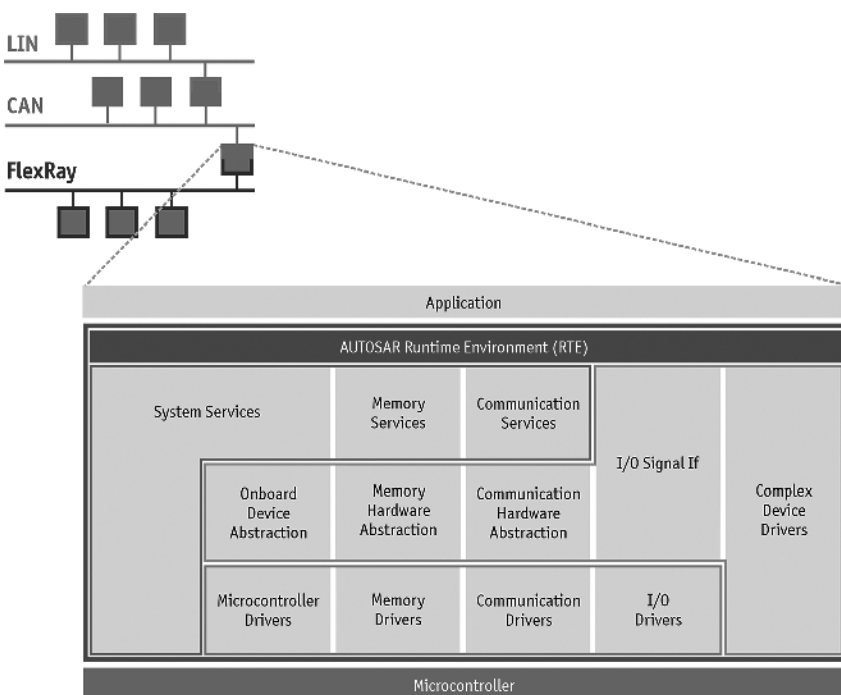 LIN
CAN
FlexRay
Application
AUTOSAR Runtime Environment (RTE)
System Services
Memory
Services
Communication
Services
I/O Signal If
Complex
Device
Drivers
Onboard
Device
Abstraction
Memory
Hardware
Abstraction
Communication
Hardware
Abstraction
Microcontroller
Drivers
Memory
Drivers
Communication
Drivers
I/O
Drivers
Microcontroller